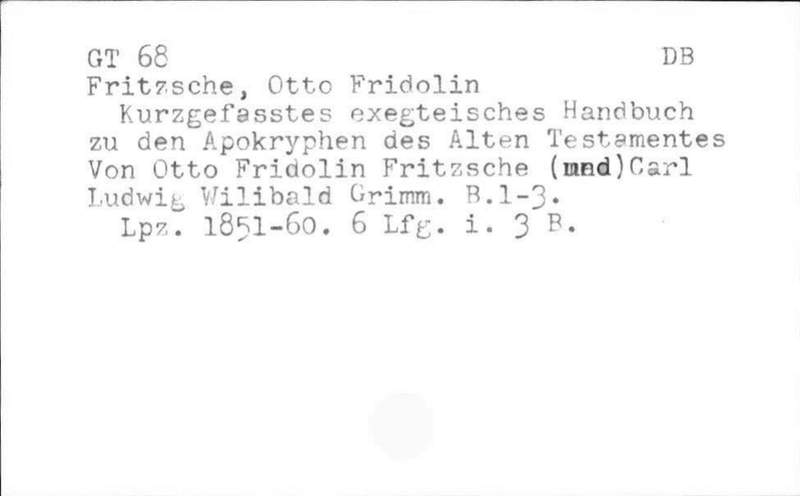 GT 68 DB
Fritzsche, Otto Fridolin
Kurzgefasstes exegteisches Handbuch
zu den Apokryphen des Alten Testamentes
Von Otto Fridolin Fritzsche (und)Carl
Ludwig Wilibald Grimm. B.1-3.
Lpz. 1851-60. 6 Lfg. i. 3 B.